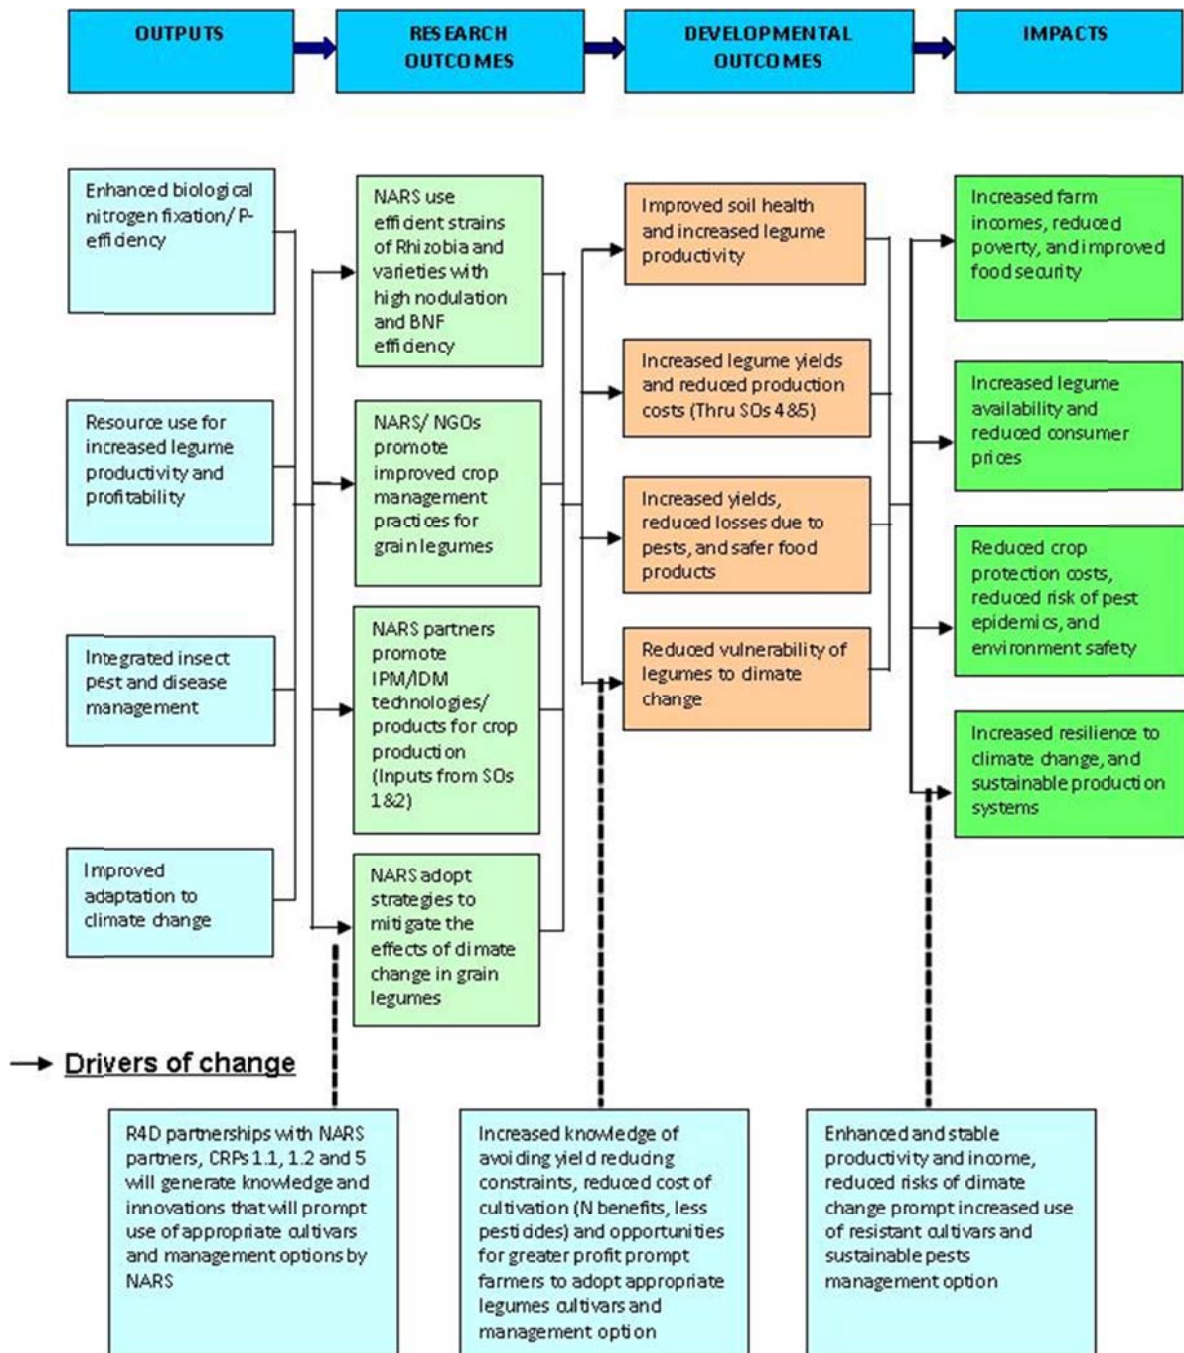 OUTPUTS
RESEARCH
OUTCOMES
DEVELOPMENTAL
OUTCOMES
IMPACTS
Enhanced biological
nitrogen fixation/ P-
efficiency
Resource use for
increased legume
productivity and
profitability
Integrated insect
pest and disease
management
Improved
adaptation to
climate change
NARS use
efficient strains
of Rhizobia and
varieties with
high nodulation
and BNF
efficiency
NARS/ NGOs
promote
improved crop
management
practices for
grain legumes
NARS partners
promote
IPM/IDM
technologies/
products for crop
production
(Inputs from SOs
1&2)
NARS adopt
strategies to
mitigate the
effects of climate
change in grain
legumes
Improved soil health
and increased legume
productivity
Increased legume yields
and reduced production
costs (Thru SOs 4&5)
Increased yields,
reduced losses due to
pests, and safer food
products
Reduced vulnerability of
legumes to climate
change
Increased farm
incomes, reduced
poverty, and improved
food security
Increased legume
availability and
reduced consumer
prices
Reduced crop
protection costs,
reduced risk of pest
epidemics, and
environment safety
Increased resilience to
climate change, and
sustainable production
systems
Drivers of change
R4D partnerships with NARS
partners, CRPs 1.1, 1.2 and 5
will generate knowledge and
innovations that will prompt
use of appropriate cultivars
and management options by
NARS
Increased knowledge of
avoiding yield reducing
constraints, reduced cost of
cultivation (N benefits, less
pesticides) and opportunities
for greater profit prompt
farmers to adopt appropriate
legumes cultivars and
management option
Enhanced and stable
productivity and income,
reduced risks of climate
change prompt increased use
of resistant cultivars and
sustainable pests
management option